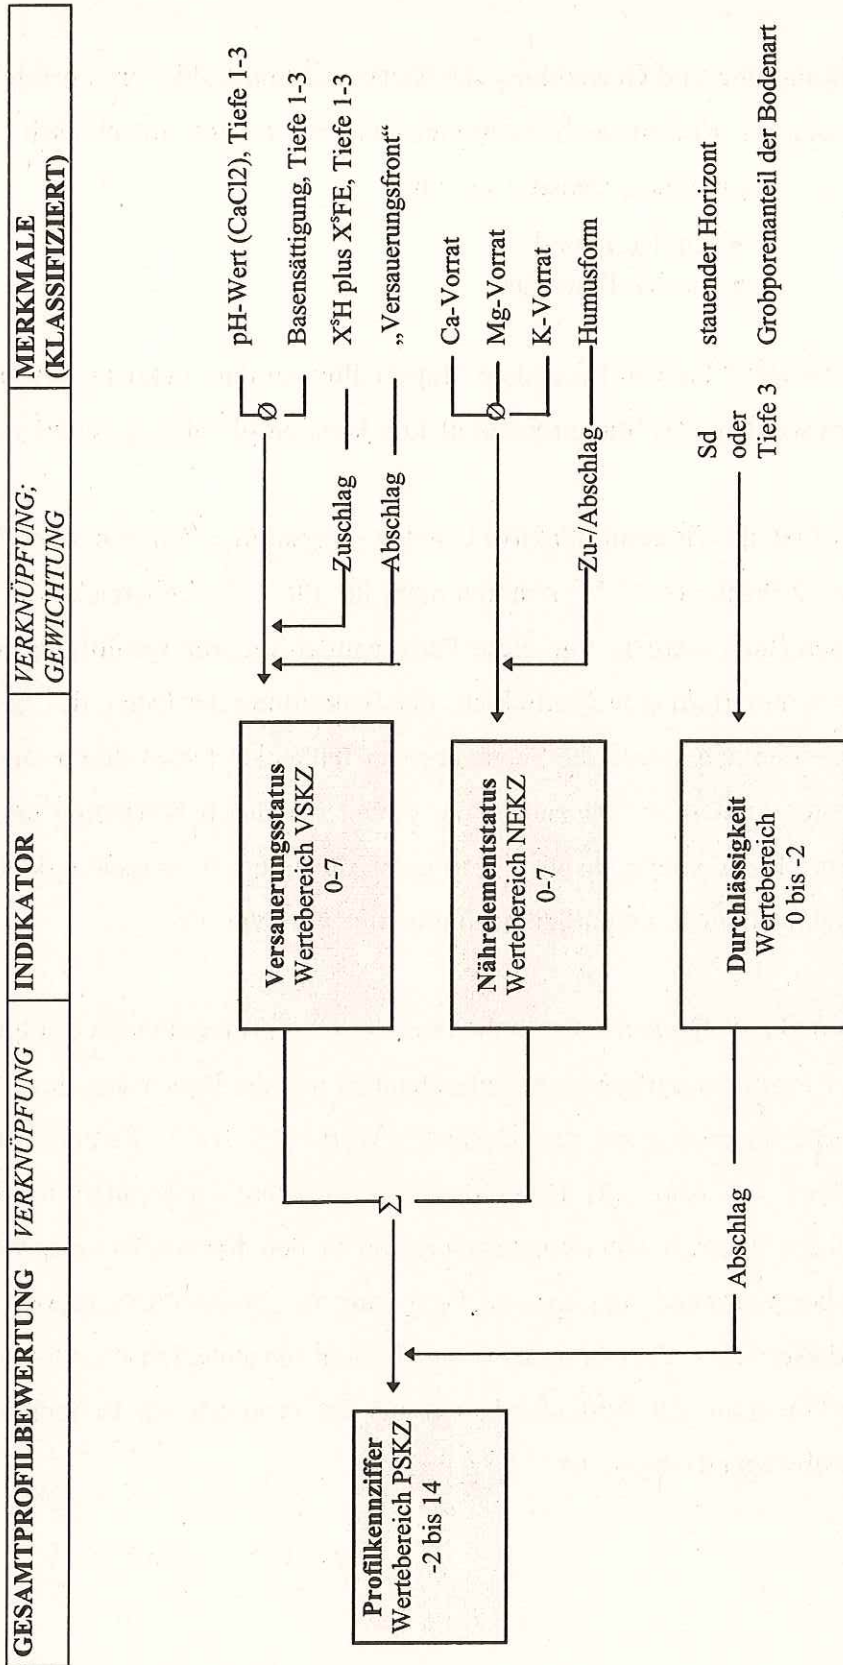 GESAMTPROFILBEWERTUNG
VERKNÜPFUNG
INDIKATOR
VERKNÜPFUNG;
GEWICHTUNG
MERKMALE
(KLASSIFIZIERT)
Profilkennziffer
Wertebereich PSKZ
-2 bis 14
Σ
Abschlag
Versauerungsstatus
Wertebereich VSKZ
0-7
Zuschlag
Abschlag
Ø
pH-Wert (CaCl2), Tiefe 1-3
Basensättigung, Tiefe 1-3
XˢH plus XˢFE, Tiefe 1-3
„Versauerungsfront“
Nährelementstatus
Wertebereich NEKZ
0-7
Zu-/Abschlag
Ø
Ca-Vorrat
Mg-Vorrat
K-Vorrat
Humusform
Durchlässigkeit
Wertebereich
0 bis -2
Sd stauender Horizont
oder
Tiefe 3 Grobporenanteil der Bodenart